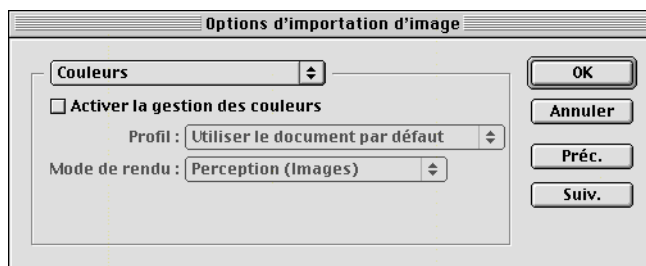 Options d'importation d'image
Couleurs
Activer la gestion des couleurs
Profil : Utiliser le document par défaut
Mode de rendu : Perception (Images)
OK
Annuler
Préc.
Suiv.